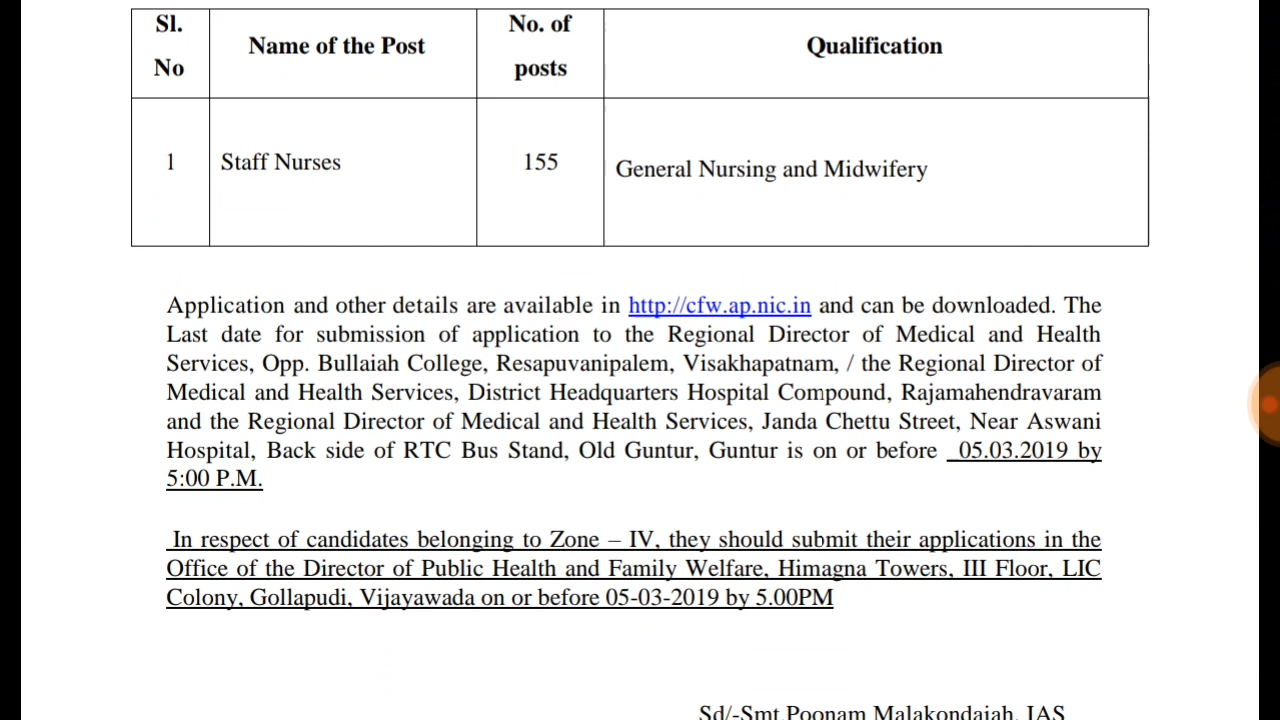 Sl. No
Name of the Post
No. of posts
Qualification
1
Staff Nurses
155
General Nursing and Midwifery
Application and other details are available in http://cfw.ap.nic.in and can be downloaded. The
Last date for submission of application to the Regional Director of Medical and Health
Services, Opp. Bullaiah College, Resapuvanipalem, Visakhapatnam, / the Regional Director of
Medical and Health Services, District Headquarters Hospital Compound, Rajamahendravaram
and the Regional Director of Medical and Health Services, Janda Chettu Street, Near Aswani
Hospital, Back side of RTC Bus Stand, Old Guntur, Guntur is on or before _05.03.2019 by
5:00 P.M.
In respect of candidates belonging to Zone – IV, they should submit their applications in the
Office of the Director of Public Health and Family Welfare, Himagna Towers, III Floor, LIC
Colony, Gollapudi, Vijayawada on or before 05-03-2019 by 5.00PM
Sd/-Smt.Poonam Malakondaiah, IAS